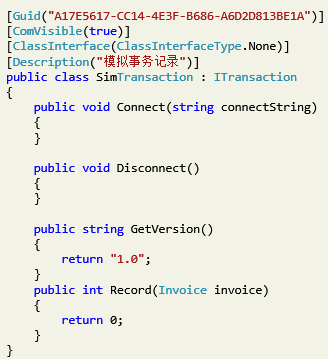 [Guid("A17E5617-CC14-4E3F-B686-A6D2D813BE1A")]
[ComVisible(true)]
[ClassInterface(ClassInterfaceType.None)]
[Description("模拟事务记录")]
public class SimTransaction : ITransaction
{
    public void Connect(string connectString)
    {
    }

    public void Disconnect()
    {
    }

    public string GetVersion()
    {
        return "1.0";
    }
    public int Record(Invoice invoice)
    {
        return 0;
    }
}